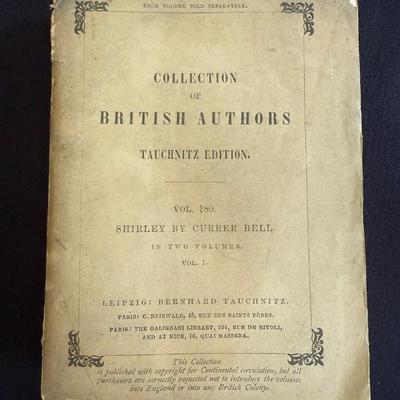 EACH VOLUME SOLD SEPARATELY.
COLLECTION
OF
BRITISH AUTHORS
TAUCHNITZ EDITION.
VOL. 180.
SHIRLEY BY CURRER BELL.
IN TWO VOLUMES.
VOL. 1.
LEIPZIG: BERNHARD TAUCHNITZ.
PARIS: C. REINWALD, 15, RUE DES SAINTS PÈRES.
PARIS: THE GALIGNANI LIBRARY, 224, RUE DE RIVOLI,
AND AT NICE, 16, QUAI MASSENA.
This Collection
is published with copyright for Continental circulation, but all
purchasers are earnestly requested not to introduce the volumes
into England or into any British Colony.